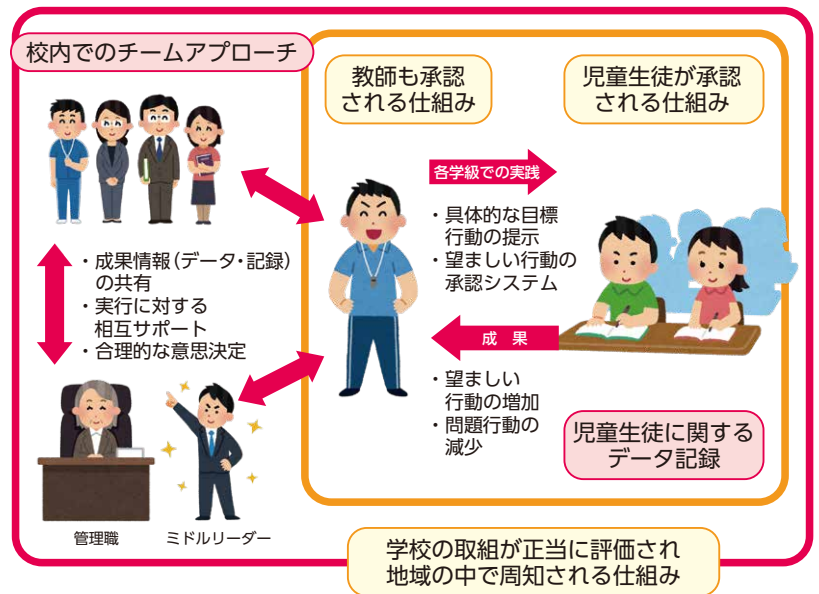 校内でのチームアプローチ
教師も承認
される仕組み
児童生徒が承認
される仕組み
各学級での実践
・具体的な目標
行動の提示
・望ましい行動の
承認システム
成 果
・望ましい
行動の増加
・問題行動の
減少
児童生徒に関する
データ記録
・成果情報(データ・記録)
の共有
・実行に対する
相互サポート
・合理的な意思決定
管理職
ミドルリーダー
学校の取組が正当に評価され
地域の中で周知される仕組み